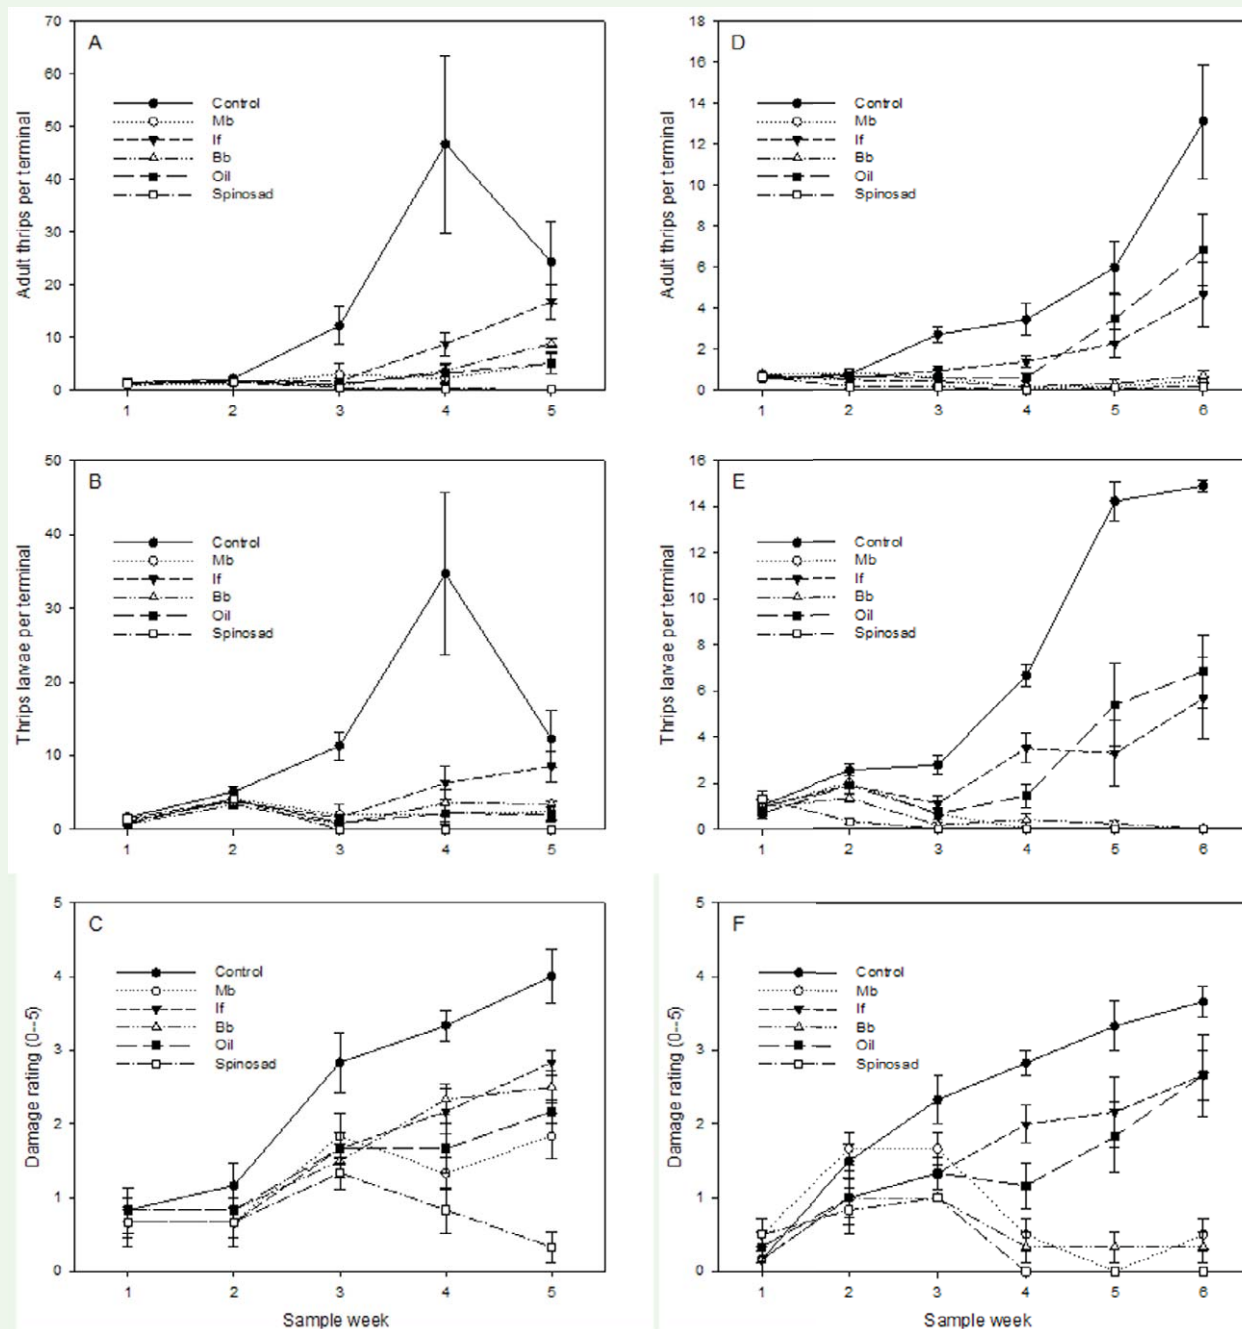 A
70
60
50
40
30
20
10
0
Adult thrips per terminal
Control
Mb
If
Bb
Oil
Spinosad
1 2 3 4 5
D
18
16
14
12
10
8
6
4
2
0
Adult thrips per terminal
Control
Mb
If
Bb
Oil
Spinosad
1 2 3 4 5 6
B
50
40
30
20
10
0
Thrips larvae per terminal
Control
Mb
If
Bb
Oil
Spinosad
1 2 3 4 5
E
16
14
12
10
8
6
4
2
0
Thrips larvae per terminal
Control
Mb
If
Bb
Oil
Spinosad
1 2 3 4 5 6
C
5
4
3
2
1
0
Damage rating (0--5)
Control
Mb
If
Bb
Oil
Spinosad
1 2 3 4 5
Sample week
F
5
4
3
2
1
0
Damage rating (0--5)
Control
Mb
If
Bb
Oil
Spinosad
1 2 3 4 5 6
Sample week